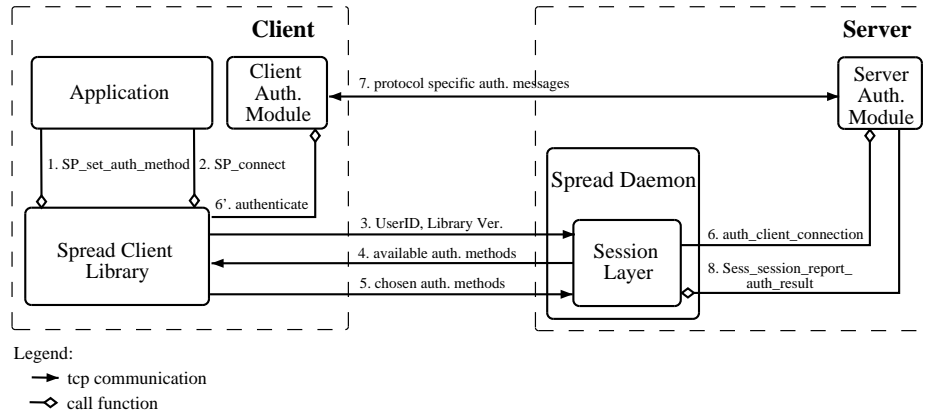 Client
Server
Application
Client
Auth.
Module
Server
Auth.
Module
7. protocol specific auth. messages
1. SP_set_auth_method
2. SP_connect
6'. authenticate
Spread Daemon
Spread Client
Library
Session
Layer
3. UserID, Library Ver.
4. available auth. methods
5. chosen auth. methods
6. auth_client_connection
8. Sess_session_report_
auth_result
Legend:
tcp communication
call function